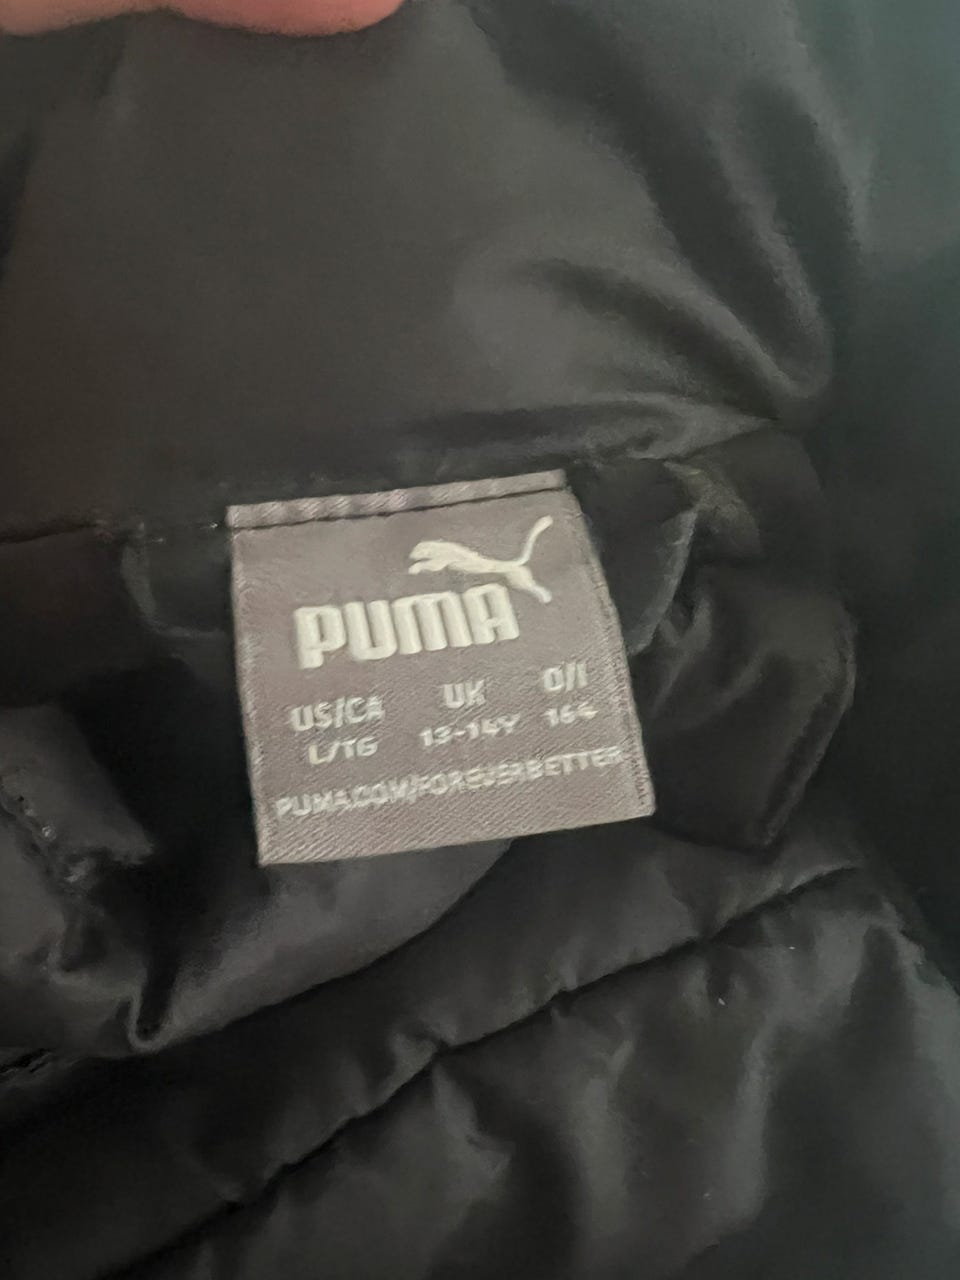 PUMA
US/CA UK D/I
L/TG 13-14Y 164
PUMA.COM/FOREVERBETTER